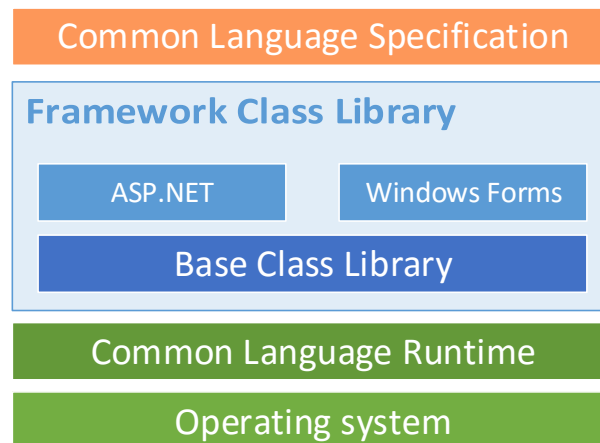 Common Language Specification
Framework Class Library
ASP.NET
Windows Forms
Base Class Library
Common Language Runtime
Operating system